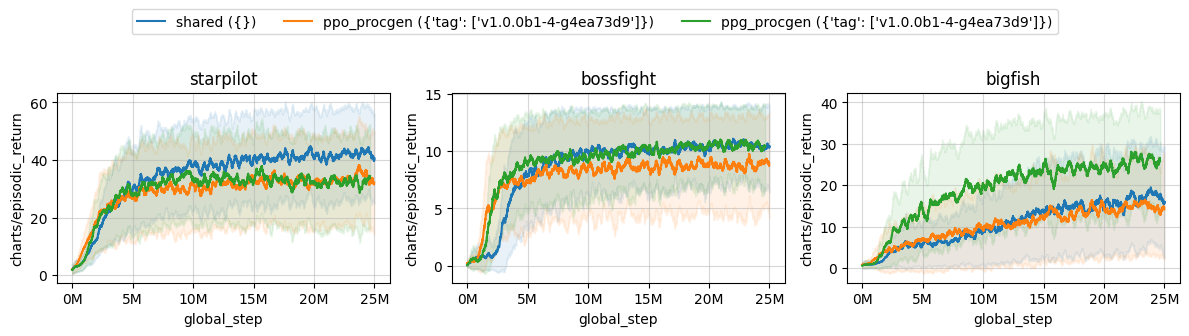 shared ({})
ppo_procgen ({'tag': ['v1.0.0b1-4-g4ea73d9']})
ppg_procgen ({'tag': ['v1.0.0b1-4-g4ea73d9']})
starpilot
charts/episodic_return
60
40
20
0
0M 5M 10M 15M 20M 25M
global_step
bossfight
charts/episodic_return
15
10
5
0
0M 5M 10M 15M 20M 25M
global_step
bigfish
charts/episodic_return
40
30
20
10
0
0M 5M 10M 15M 20M 25M
global_step